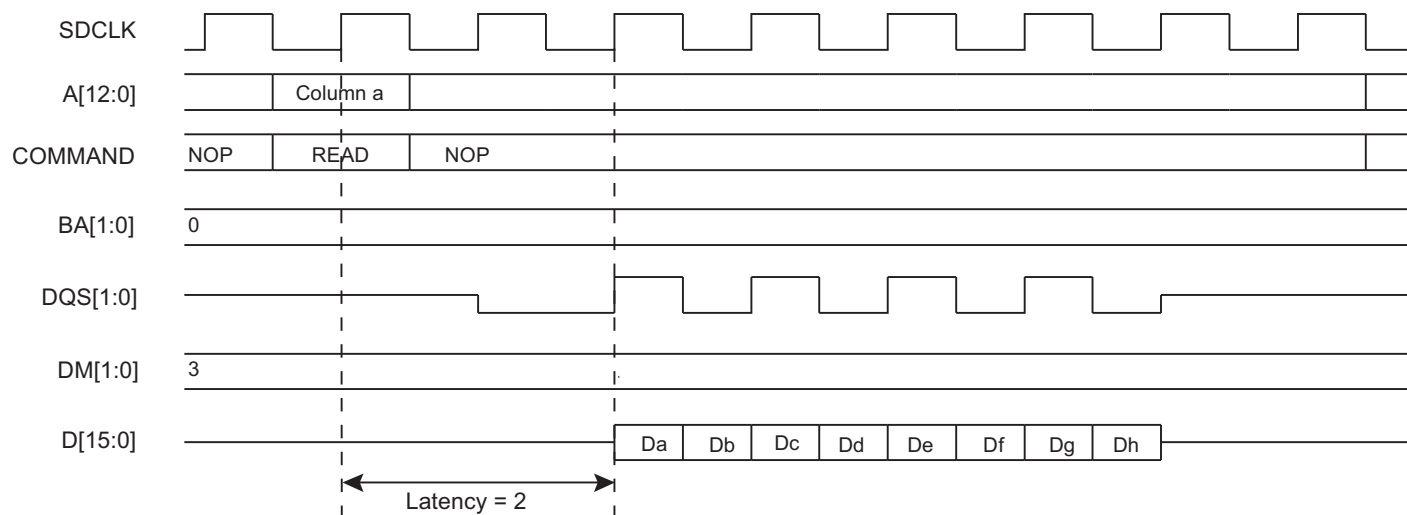 SDCLK
A[12:0] Column a
COMMAND NOP READ NOP
BA[1:0] 0
DQS[1:0]
DM[1:0] 3
D[15:0] Da Db Dc Dd De Df Dg Dh
Latency = 2